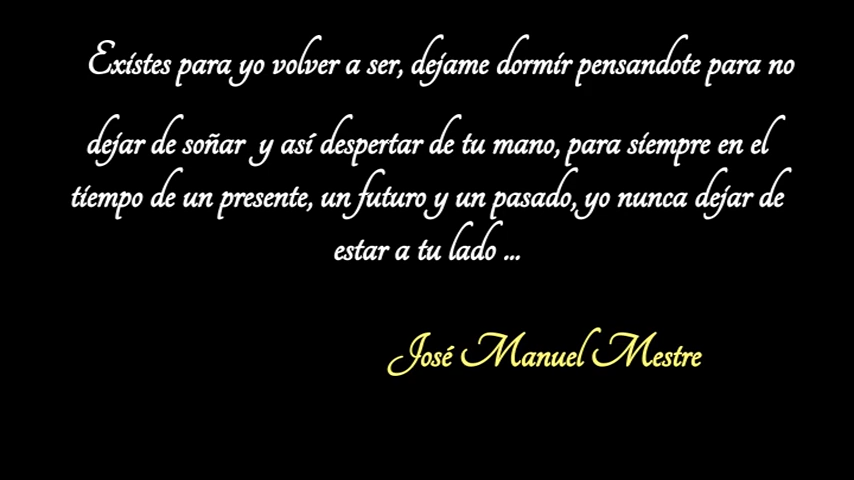 Existes para yo volver a ser, dejame dormir pensandote para no
dejar de soñar y así despertar de tu mano, para siempre en el
tiempo de un presente, un futuro y un pasado, yo nunca dejar de
estar a tu lado ...
José Manuel Mestre